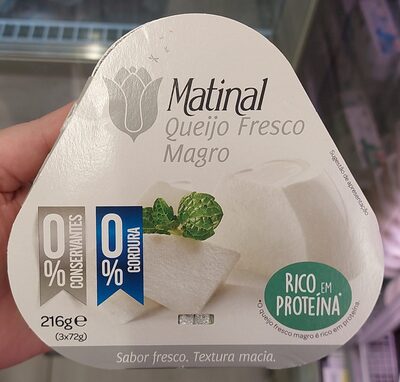 Matinal
Queijo Fresco
Magro
Sugestão de apresentação
0%
CONSERVANTES
0%
GORDURA
RICO EM
PROTEÍNA*
*O queijo fresco magro é rico em proteína.
216g e
(3x72g)
Sabor fresco. Textura macia.